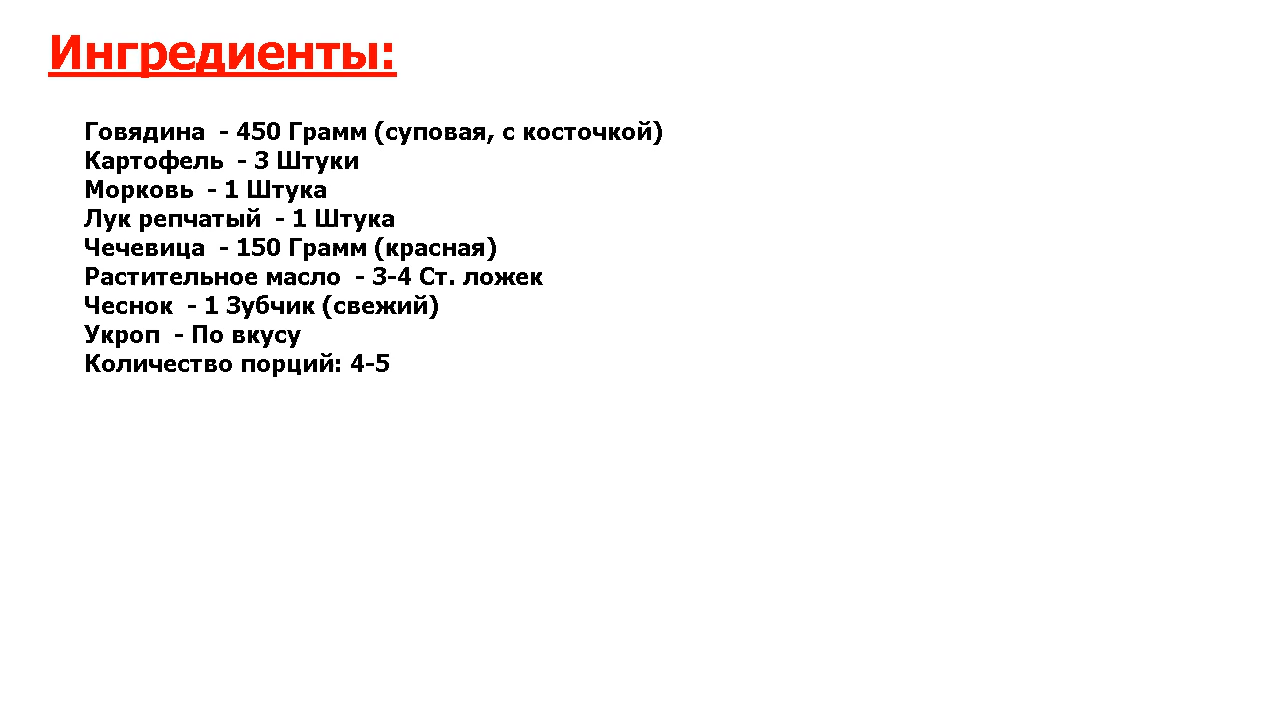 Ингредиенты:
Говядина  - 450 Грамм (суповая, с косточкой)
Картофель  - 3 Штуки
Морковь  - 1 Штука
Лук репчатый  - 1 Штука
Чечевица  - 150 Грамм (красная)
Растительное масло  - 3-4 Ст. ложек
Чеснок  - 1 Зубчик (свежий)
Укроп  - По вкусу
Количество порций: 4-5